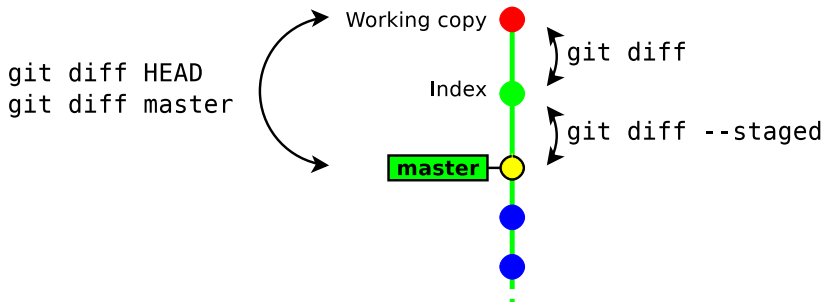 Working copy
git diff
git diff HEAD
git diff master
Index
git diff --staged
master